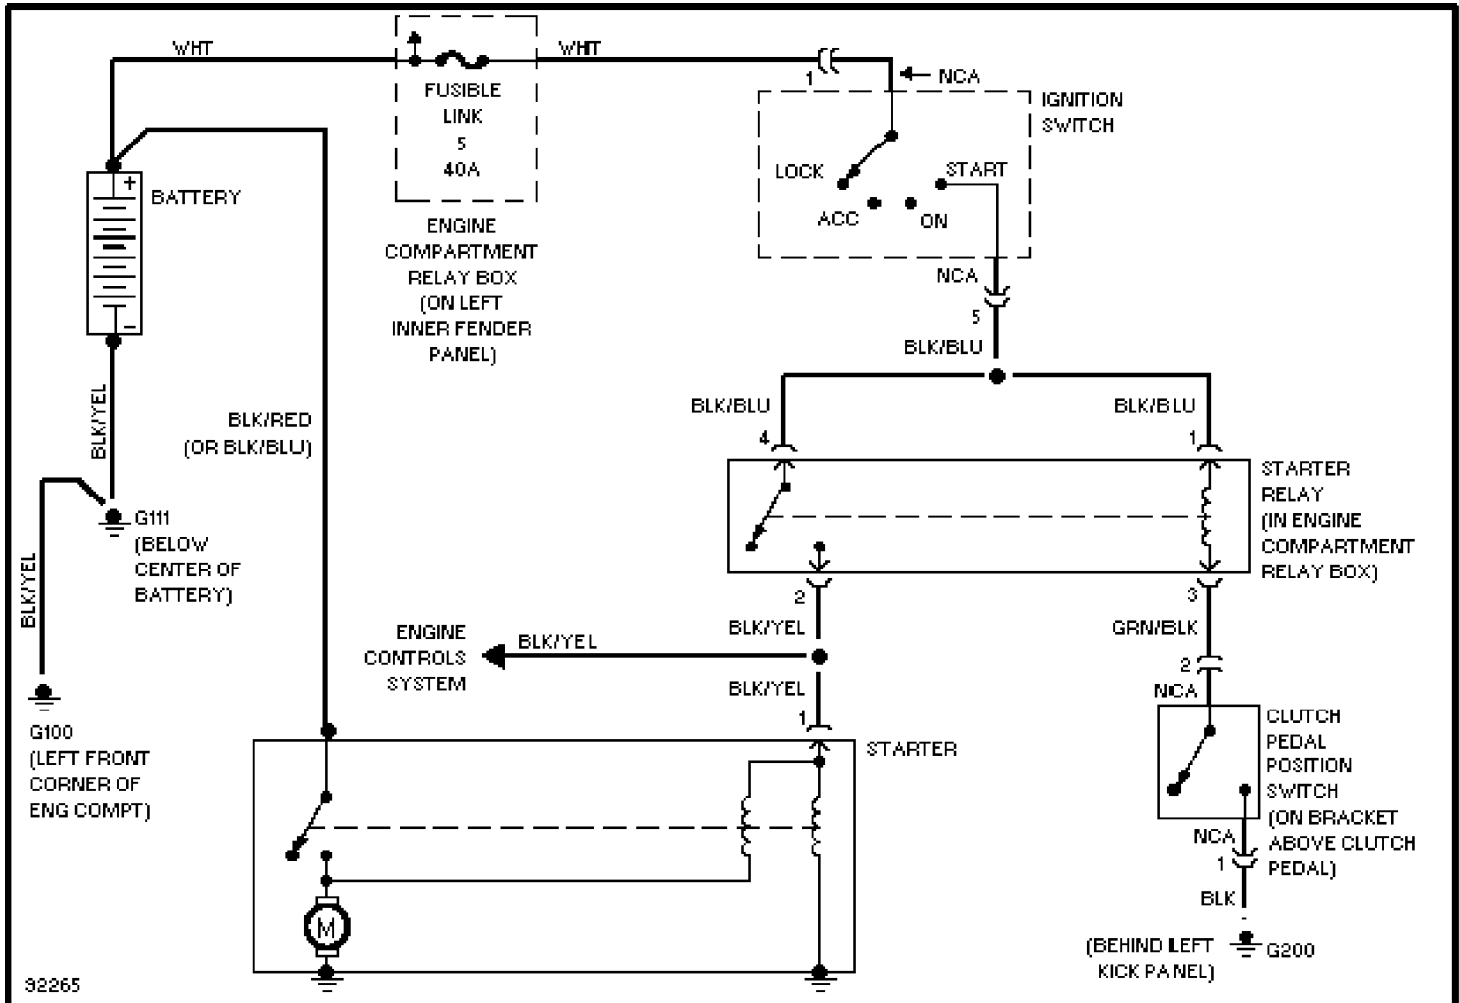 WHT
FUSIBLE
LINK
5
40A
WHT
1
NCA
IGNITION
SWITCH
LOCK
START
ACC
ON
NCA
5
BLK/BLU
+
BATTERY
-
ENGINE
COMPARTMENT
RELAY BOX
(ON LEFT
INNER FENDER
PANEL)
BLK/YEL
BLK/RED
(OR BLK/BLU)
BLK/BLU
4
BLK/BLU
1
STARTER
RELAY
(IN ENGINE
COMPARTMENT
RELAY BOX)
G111
(BELOW
CENTER OF
BATTERY)
BLK/YEL
2
3
BLK/YEL
GRN/BLK
ENGINE
CONTROLS
SYSTEM
BLK/YEL
BLK/YEL
1
2
NCA
G100
(LEFT FRONT
CORNER OF
ENG COMPT)
STARTER
CLUTCH
PEDAL
POSITION
SWITCH
(ON BRACKET
ABOVE CLUTCH
PEDAL)
NCA
1
BLK
M
(BEHIND LEFT
KICK PANEL)
G200
92265